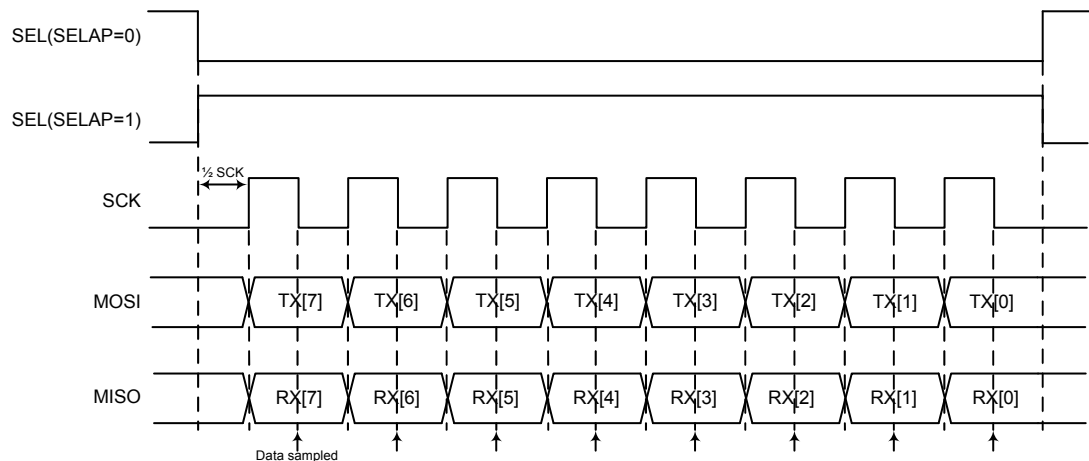 SEL(SELAP=0)
SEL(SELAP=1)
½ SCK
SCK
MOSI TX[7] TX[6] TX[5] TX[4] TX[3] TX[2] TX[1] TX[0]
MISO RX[7] RX[6] RX[5] RX[4] RX[3] RX[2] RX[1] RX[0]
Data sampled